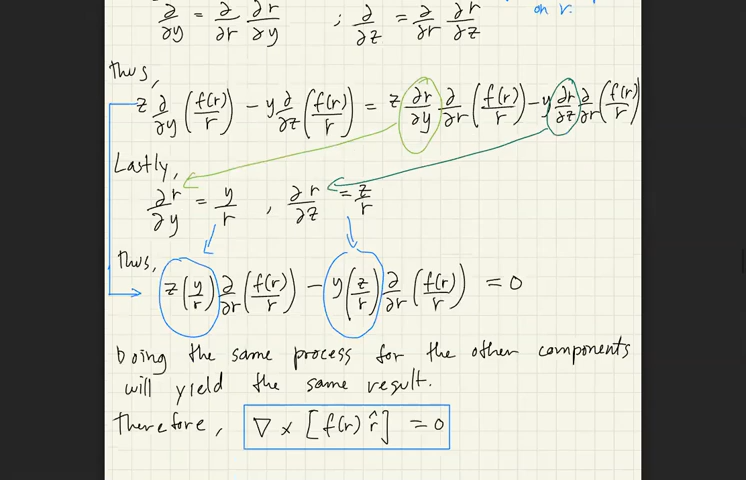 ∂/∂y = ∂/∂r ∂r/∂y ; ∂/∂z = ∂/∂r ∂r/∂z
on r.
thus,
z ∂/∂y (f(r)/r) - y ∂/∂z (f(r)/r) = z ∂r/∂y ∂/∂r (f(r)/r) - y ∂r/∂z ∂/∂r (f(r)/r)
Lastly,
∂r/∂y = y/r , ∂r/∂z = z/r
thus,
z(y/r) ∂/∂r (f(r)/r) - y(z/r) ∂/∂r (f(r)/r) = 0
Doing the same process for the other components
will yield the same result.
therefore, ∇ × [f(r) r̂] = 0